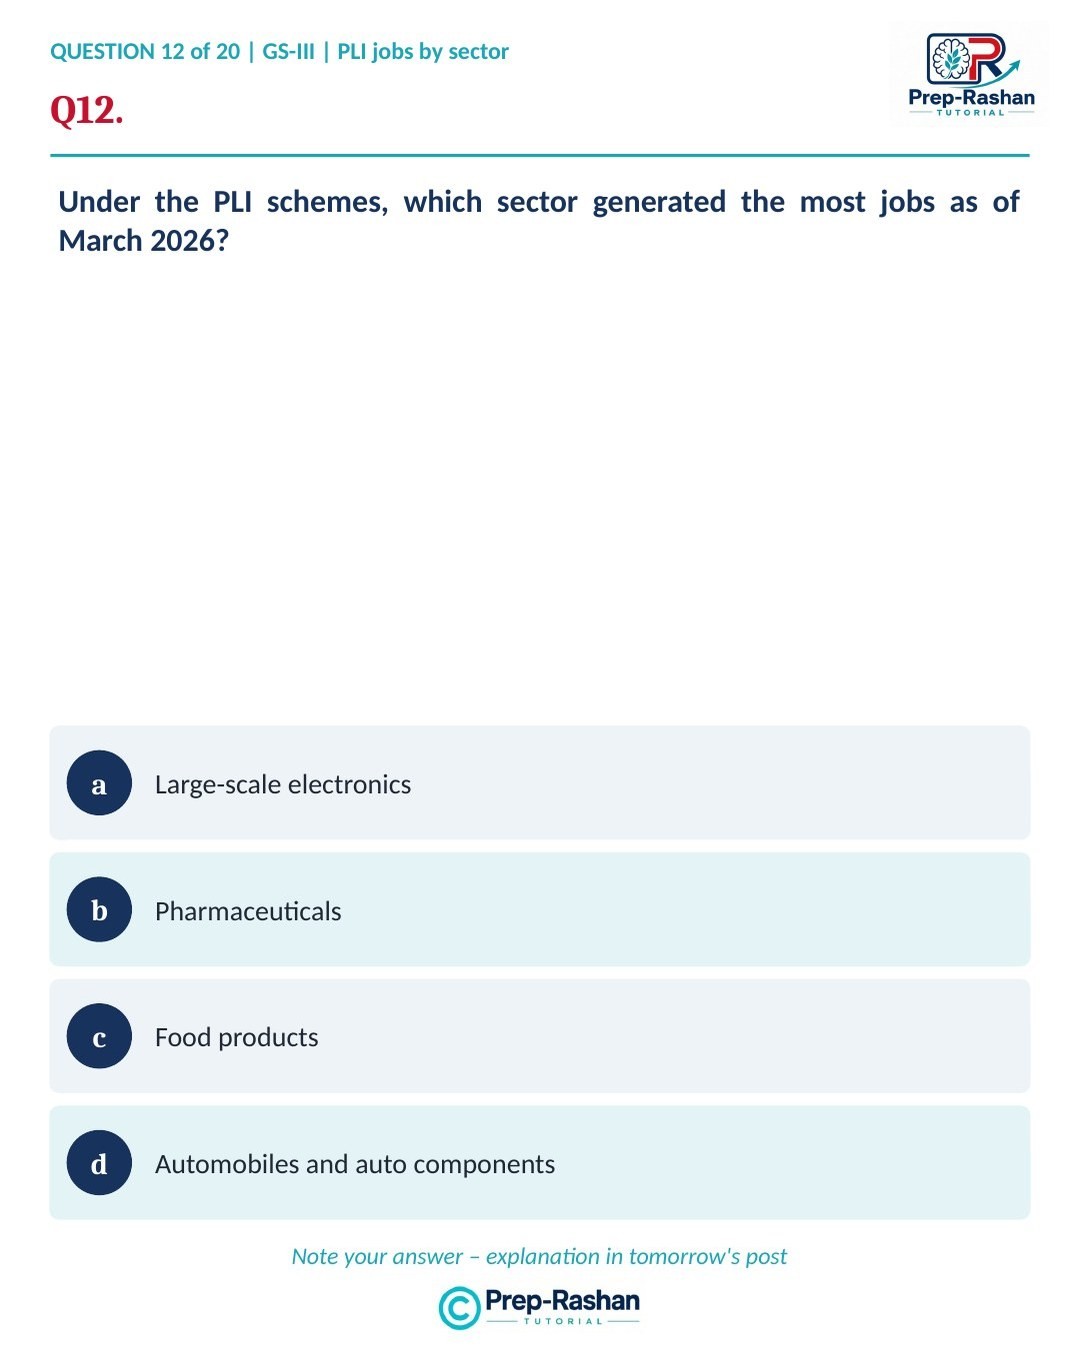 QUESTION 12 of 20 | GS-III | PLI jobs by sector
Prep-Rashan
TUTORIAL
Q12.
Under the PLI schemes, which sector generated the most jobs as of
March 2026?
a Large-scale electronics
b Pharmaceuticals
c Food products
d Automobiles and auto components
Note your answer – explanation in tomorrow's post
© Prep-Rashan
TUTORIAL